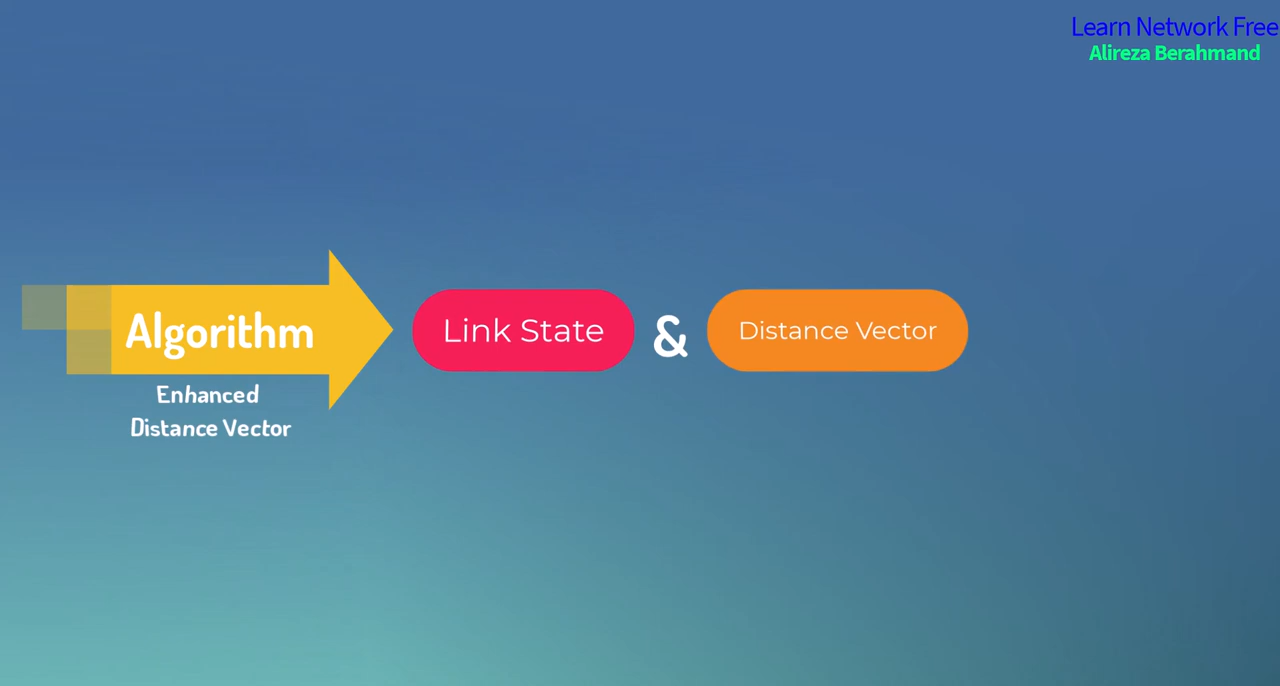 Learn Network Free
Alireza Berahmand
Algorithm
Enhanced
Distance Vector
Link State
&
Distance Vector